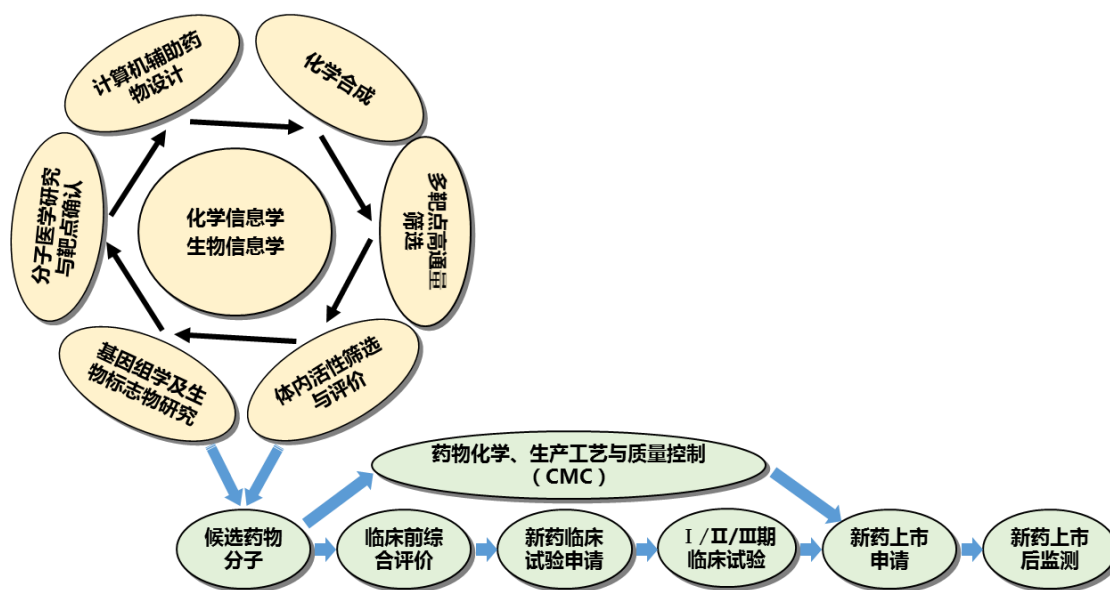 计算机辅助药
物设计
化学合成
分子医学研究
与靶点确认
化学信息学
生物信息学
多靶点高通量
筛选
基因组学及生
物标志物研究
体内活性筛选
与评价
药物化学、生产工艺与质量控制
（CMC）
候选药物
分子
临床前综
合评价
新药临床
试验申请
Ⅰ/Ⅱ/Ⅲ期
临床试验
新药上市
申请
新药上市
后监测